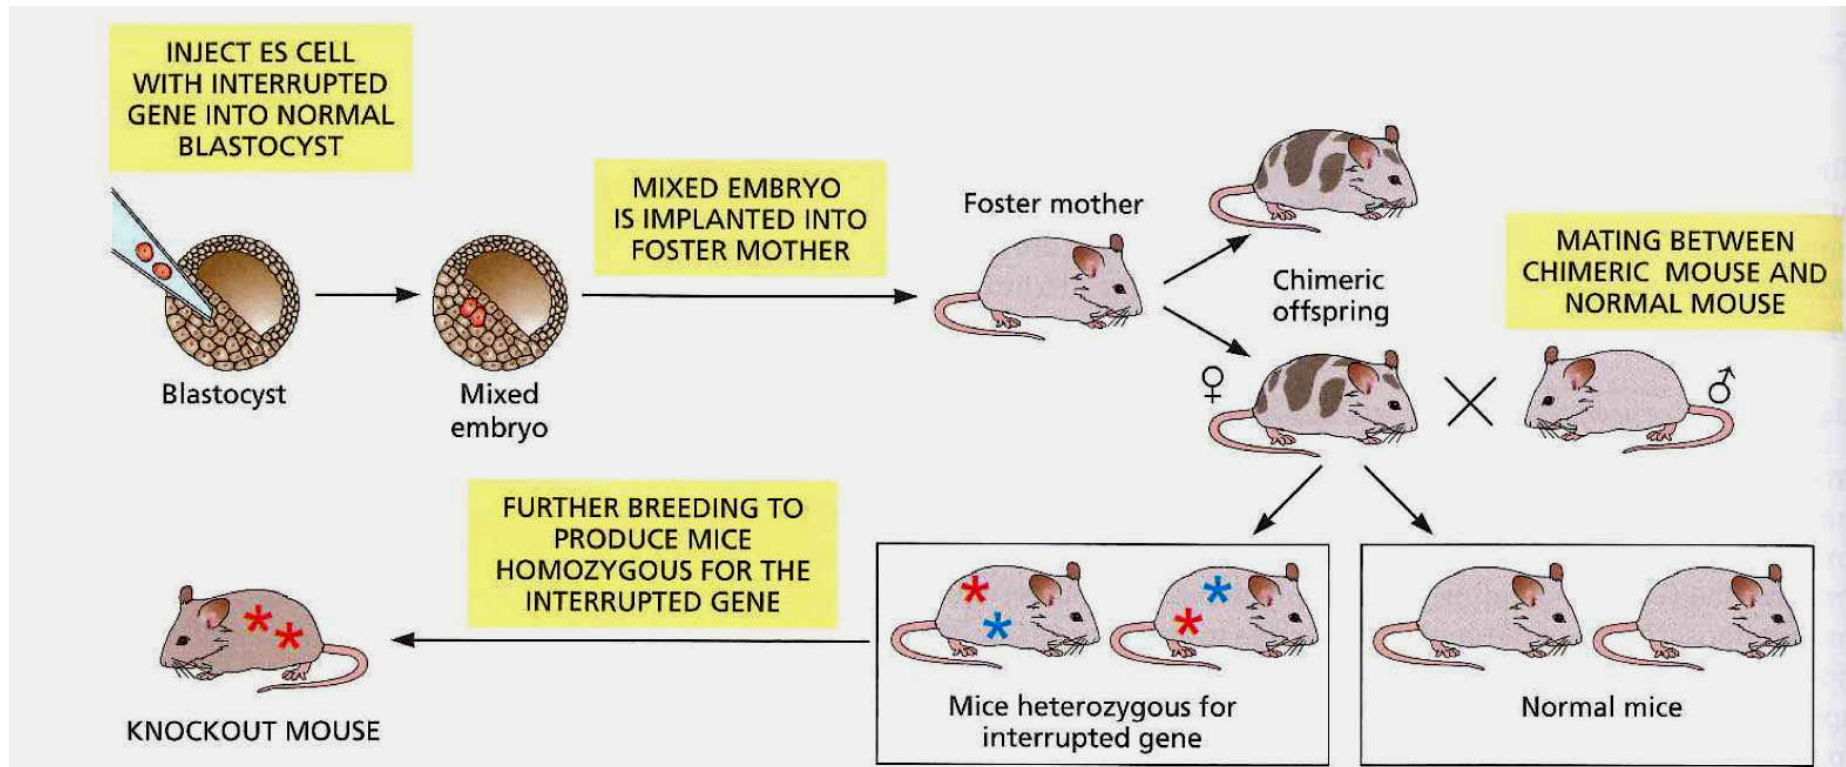 INJECT ES CELL
WITH INTERRUPTED
GENE INTO NORMAL
BLASTOCYST
Blastocyst
Mixed
embryo
MIXED EMBRYO
IS IMPLANTED INTO
FOSTER MOTHER
Foster mother
Chimeric
offspring
MATING BETWEEN
CHIMERIC MOUSE AND
NORMAL MOUSE
♀
♂
Mice heterozygous for
interrupted gene
Normal mice
FURTHER BREEDING TO
PRODUCE MICE
HOMOZYGOUS FOR THE
INTERRUPTED GENE
KNOCKOUT MOUSE